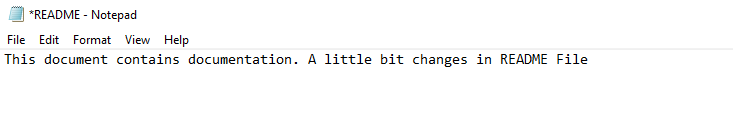 *README - Notepad
File Edit Format View Help
This document contains documentation. A little bit changes in README File